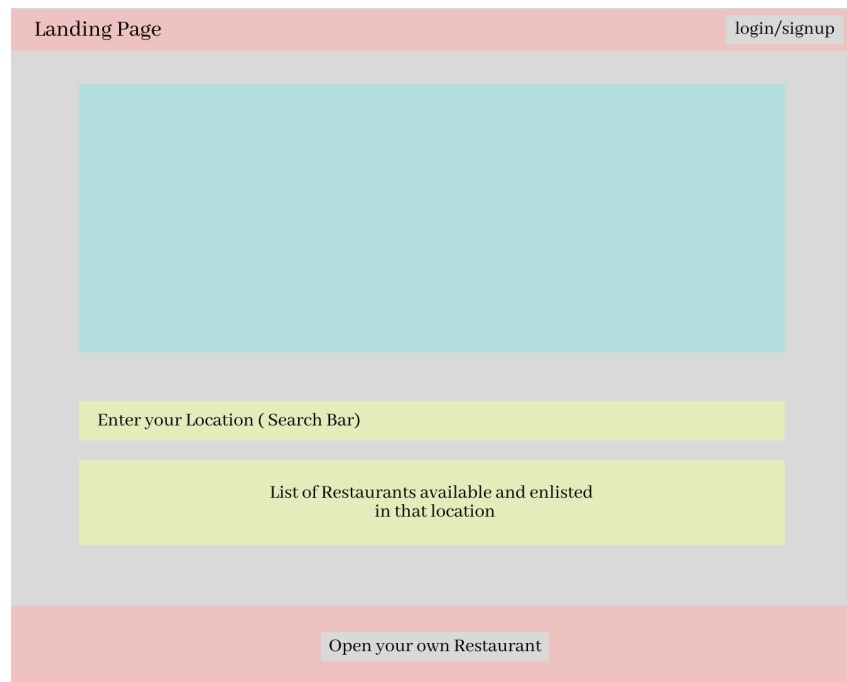 Landing Page
login/signup
Enter your Location ( Search Bar)
List of Restaurants available and enlisted
in that location
Open your own Restaurant